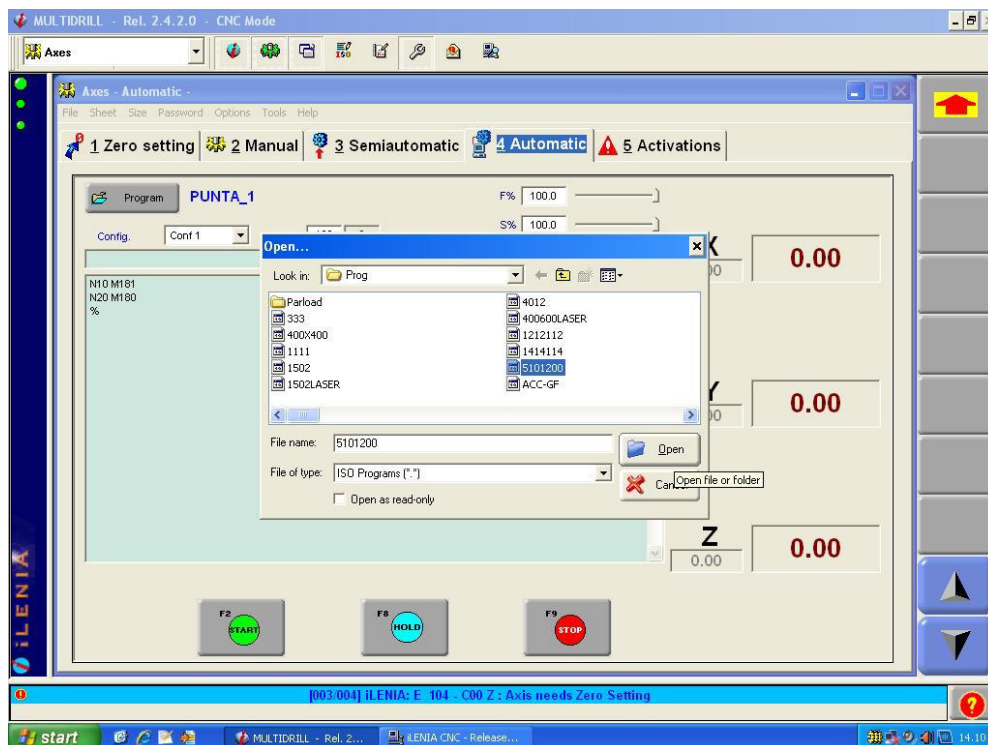 MULTIDRILL - Rel. 2.4.2.0 - CNC Mode
Axes
ISO
Axes - Automatic -
File Sheet Size Password Options Tools Help
1 Zero setting 2 Manual 3 Semiautomatic 4 Automatic 5 Activations
Program PUNTA_1 F% 100.0
S% 100.0
Config. Conf 1
Open...
0.00
Look in: Prog
N10 M181
N20 M180
%
Parload
333
400X400
1111
1502
1502LASER
4012
400600LASER
1212112
1414114
5101200
ACC-GF
Y
0.00
File name: 5101200
Open
File of type: ISO Programs (".")
Open file or folder
Open as read-only
Z
0.00
0.00
F2
START
F8
HOLD
F9
STOP
iLENIA
[003/004] iLENIA: E 104 - C00 Z : Axis needs Zero Setting
start MULTIDRILL - Rel. 2... iLENIA CNC - Release... 14.10